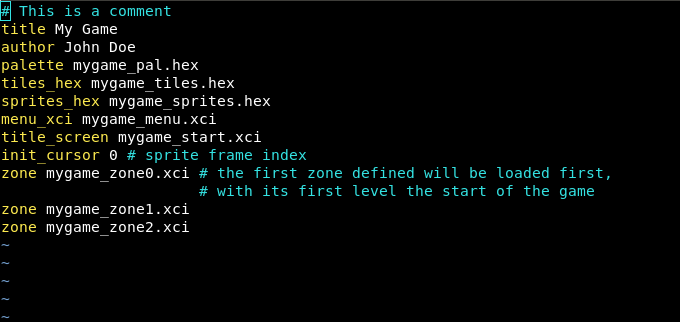 # This is a comment
title My Game
author John Doe
palette mygame_pal.hex
tiles_hex mygame_tiles.hex
sprites_hex mygame_sprites.hex
menu_xci mygame_menu.xci
title_screen mygame_start.xci
init_cursor 0 # sprite frame index
zone mygame_zone0.xci # the first zone defined will be loaded first,
# with its first level the start of the game
zone mygame_zone1.xci
zone mygame_zone2.xci
~
~
~
~
~